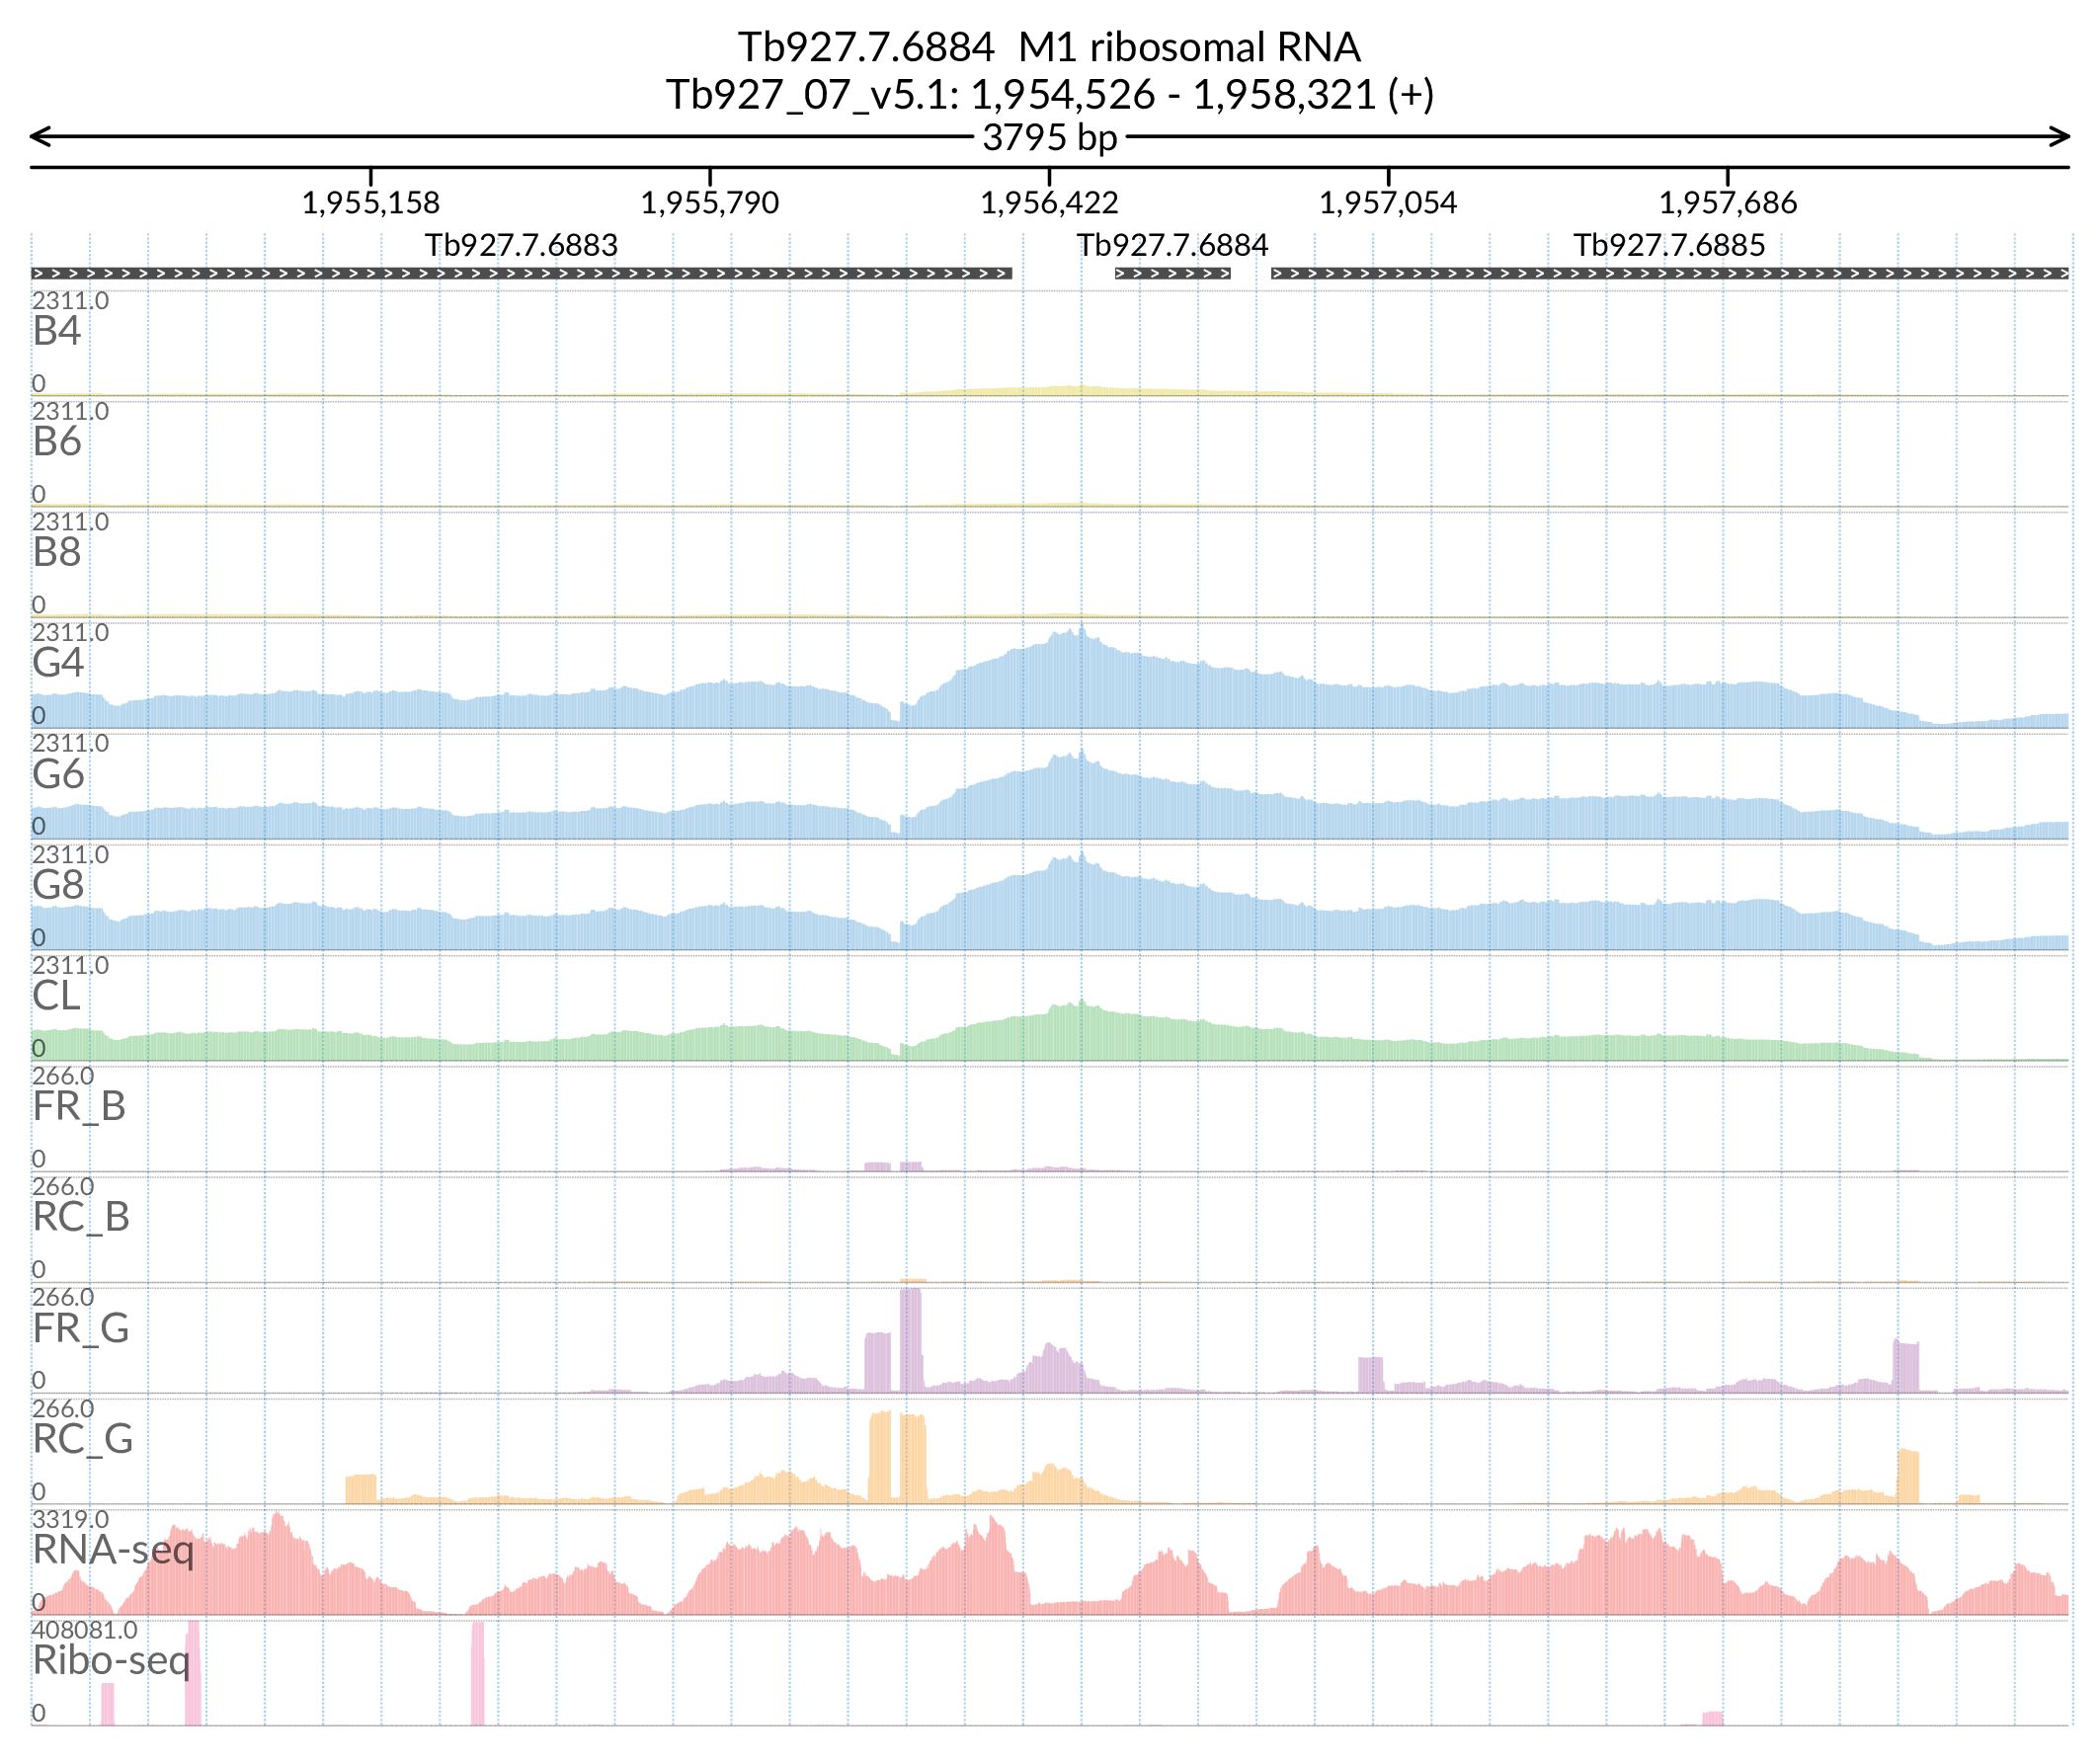 Tb927.7.6884 M1 ribosomal RNA
Tb927_07_v5.1: 1,954,526 - 1,958,321 (+)
3795 bp
1,955,158 1,955,790 1,956,422 1,957,054 1,957,686
Tb927.7.6883 Tb927.7.6884 Tb927.7.6885
2311.0
B4
0
2311.0
B6
0
2311.0
B8
0
2311.0
G4
0
2311.0
G6
0
2311.0
G8
0
2311.0
CL
0
266.0
FR_B
0
266.0
RC_B
0
266.0
FR_G
0
266.0
RC_G
0
3319.0
RNA-seq
0
408081.0
Ribo-seq
0